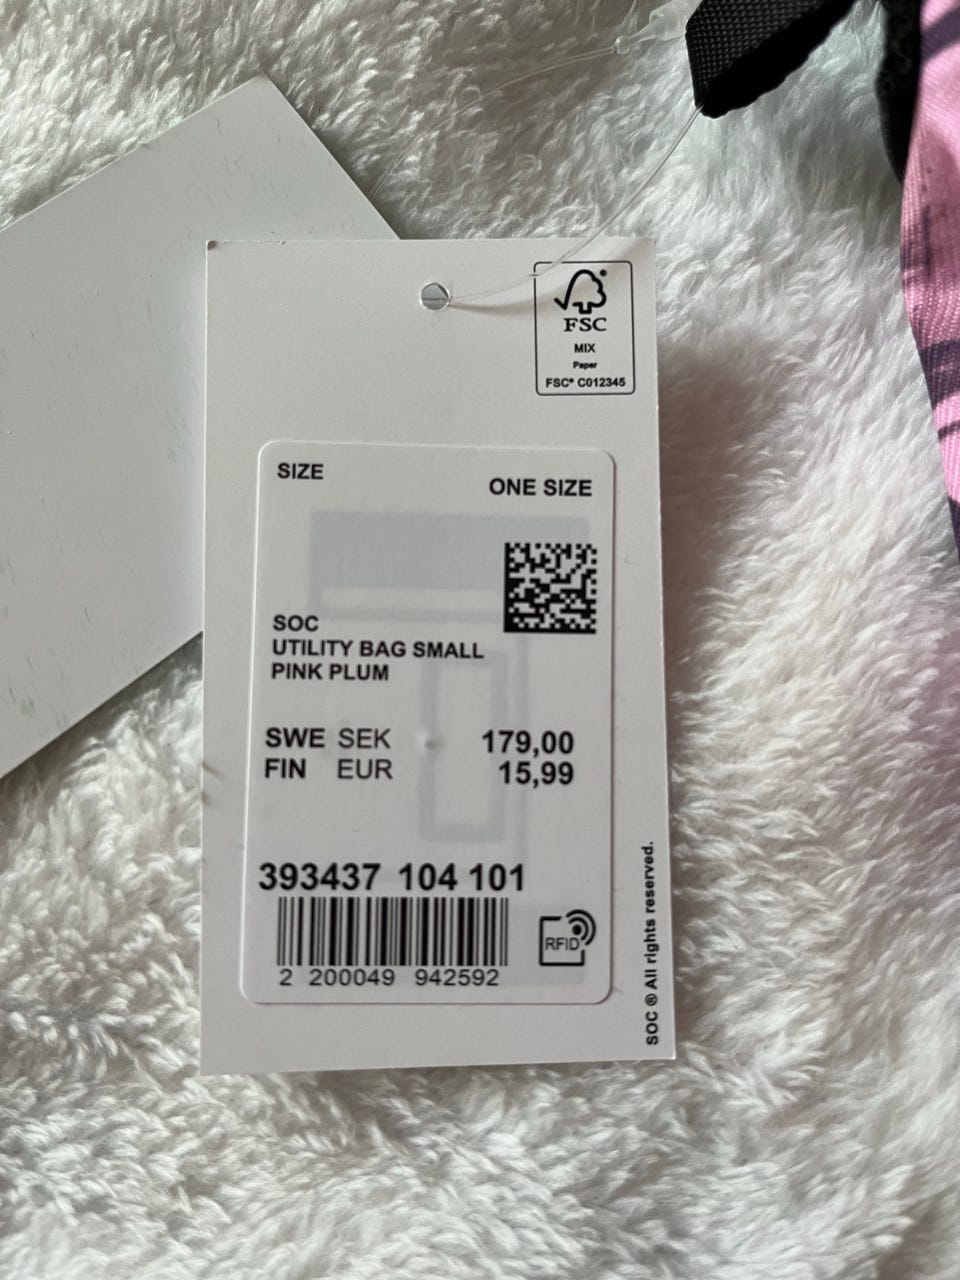 FSC
MIX
Paper
FSC® C012345
SIZE
ONE SIZE
SOC
UTILITY BAG SMALL
PINK PLUM
SWE SEK 179,00
FIN EUR 15,99
393437 104 101
RFID
2 200049 942592
SOC ® All rights reserved.